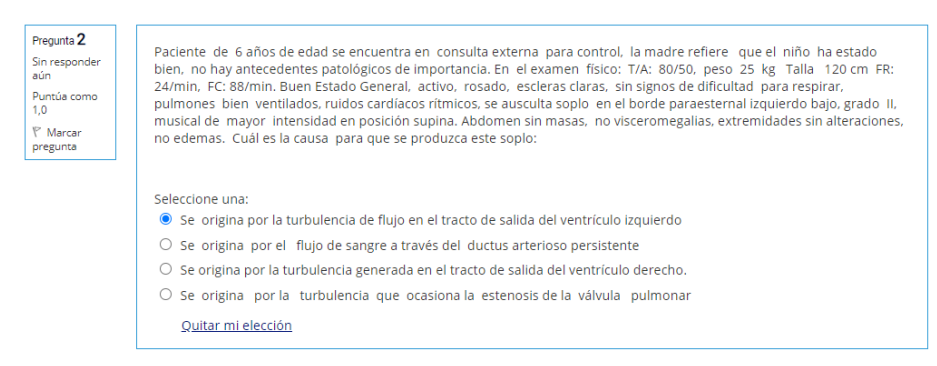 Pregunta 2
Sin responder
aún
Puntúa como
1,0
Marcar
pregunta
Paciente de 6 años de edad se encuentra en consulta externa para control, la madre refiere que el niño ha estado
bien, no hay antecedentes patológicos de importancia. En el examen físico: T/A: 80/50, peso 25 kg Talla 120 cm FR:
24/min, FC: 88/min. Buen Estado General, activo, rosado, escleras claras, sin signos de dificultad para respirar,
pulmones bien ventilados, ruidos cardíacos rítmicos, se ausculta soplo en el borde paraesternal izquierdo bajo, grado II,
musical de mayor intensidad en posición supina. Abdomen sin masas, no visceromegalias, extremidades sin alteraciones,
no edemas. Cuál es la causa para que se produzca este soplo:
Seleccione una:
Se origina por la turbulencia de flujo en el tracto de salida del ventrículo izquierdo
Se origina por el flujo de sangre a través del ductus arterioso persistente
Se origina por la turbulencia generada en el tracto de salida del ventrículo derecho.
Se origina por la turbulencia que ocasiona la estenosis de la válvula pulmonar
Quitar mi elección